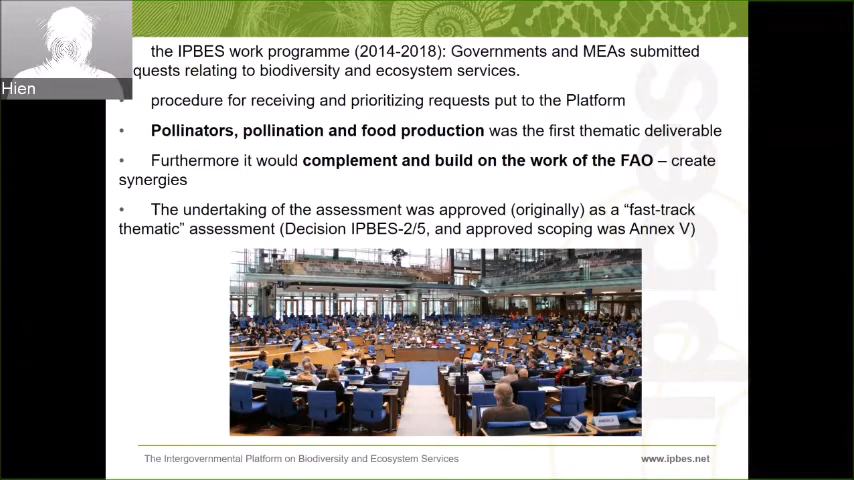 Hien
the IPBES work programme (2014-2018): Governments and MEAs submitted
quests relating to biodiversity and ecosystem services.
• procedure for receiving and prioritizing requests put to the Platform
• Pollinators, pollination and food production was the first thematic deliverable
• Furthermore it would complement and build on the work of the FAO – create
synergies
• The undertaking of the assessment was approved (originally) as a “fast-track
thematic” assessment (Decision IPBES-2/5, and approved scoping was Annex V)
ipbes
The Intergovernmental Platform on Biodiversity and Ecosystem Services
www.ipbes.net